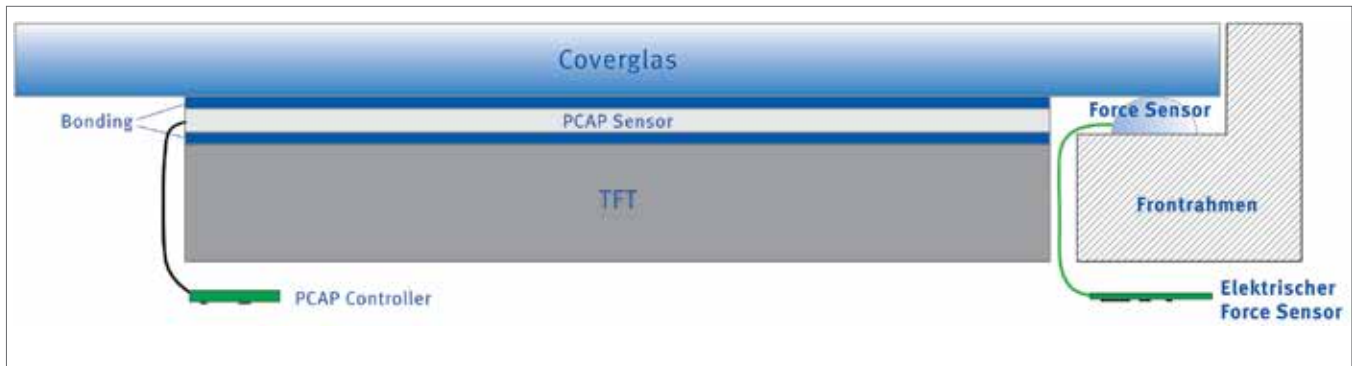 Coverglas
Bonding
PCAP Sensor
Force Sensor
TFT
Frontrahmen
PCAP Controller
Elektrischer
Force Sensor